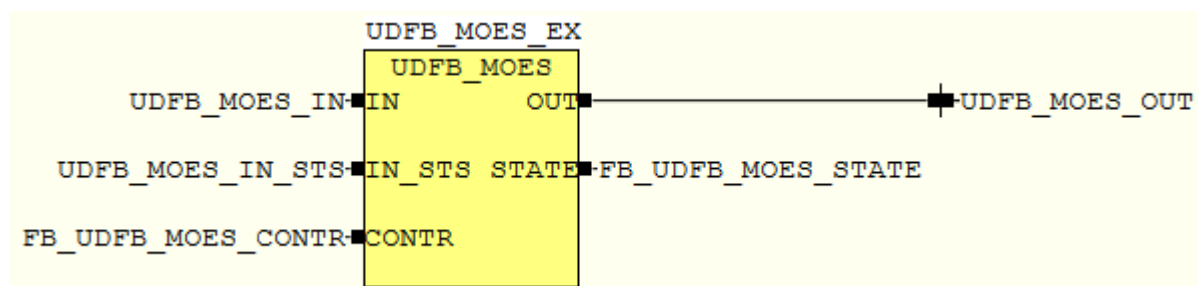 UDFB_MOES_EX
UDFB_MOES
UDFB_MOES_IN IN OUT UDFB_MOES_OUT
UDFB_MOES_IN_STS IN_STS STATE FB_UDFB_MOES_STATE
FB_UDFB_MOES_CONTR CONTR